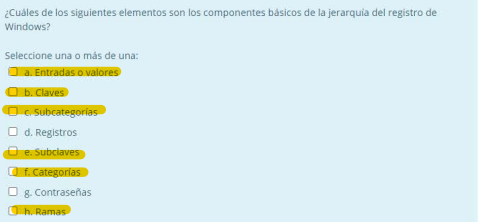 ¿Cuáles de los siguientes elementos son los componentes básicos de la jerarquía del registro de
Windows?
Seleccione una o más de una:
a. Entradas o valores
b. Claves
c. Subcategorías
d. Registros
e. Subclaves
f. Categorías
g. Contraseñas
h. Ramas